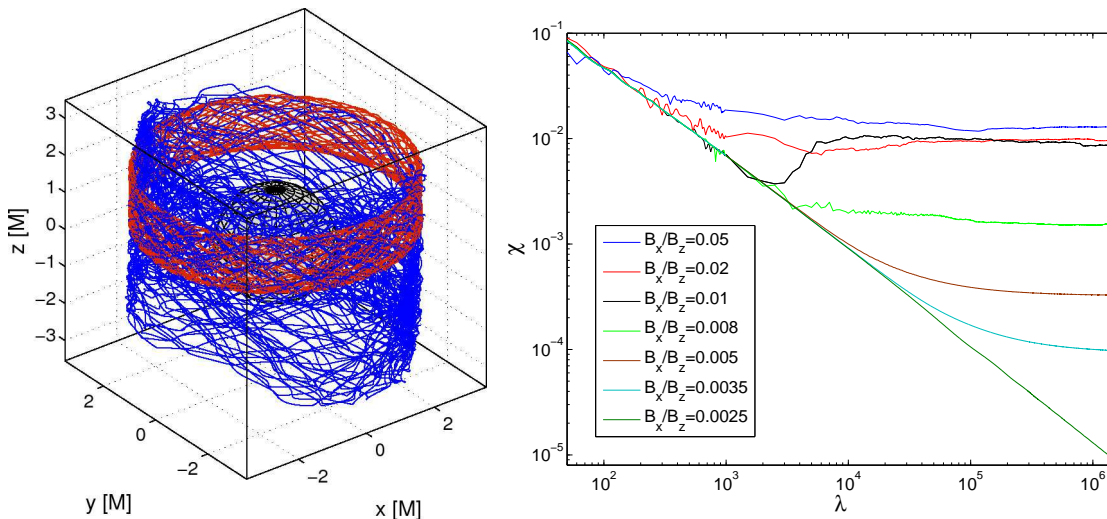 3
2
1
0
-1
-2
-3
z [M]
2
0
-2
y [M]
-2
0
2
x [M]
10^-1
10^-2
10^-3
10^-4
10^-5
χ
B_x/B_z=0.05
B_x/B_z=0.02
B_x/B_z=0.01
B_x/B_z=0.008
B_x/B_z=0.005
B_x/B_z=0.0035
B_x/B_z=0.0025
10^2
10^3
10^4
10^5
10^6
λ